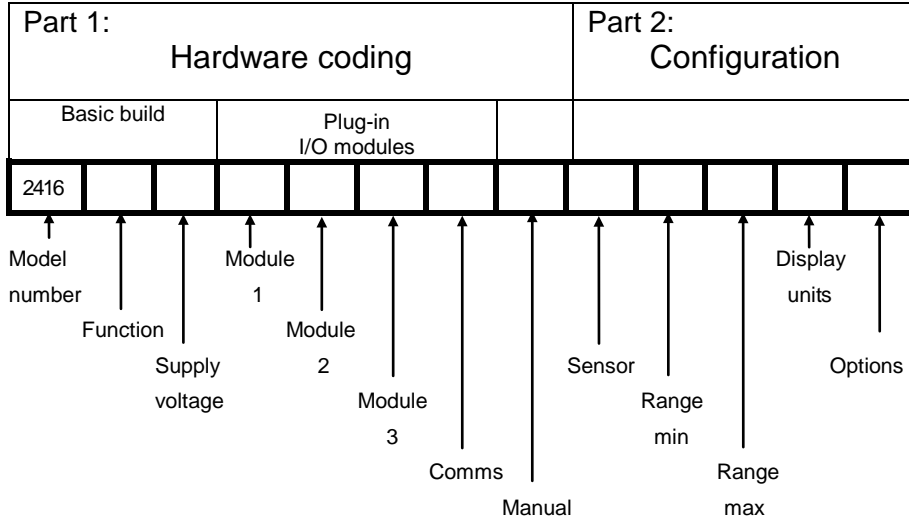 Part 1:
Hardware coding
Part 2:
Configuration
Basic build
Plug-in
I/O modules
2416
Model
number
Function
Supply
voltage
Module
1
Module
2
Module
3
Comms
Manual
Sensor
Range
min
Range
max
Display
units
Options